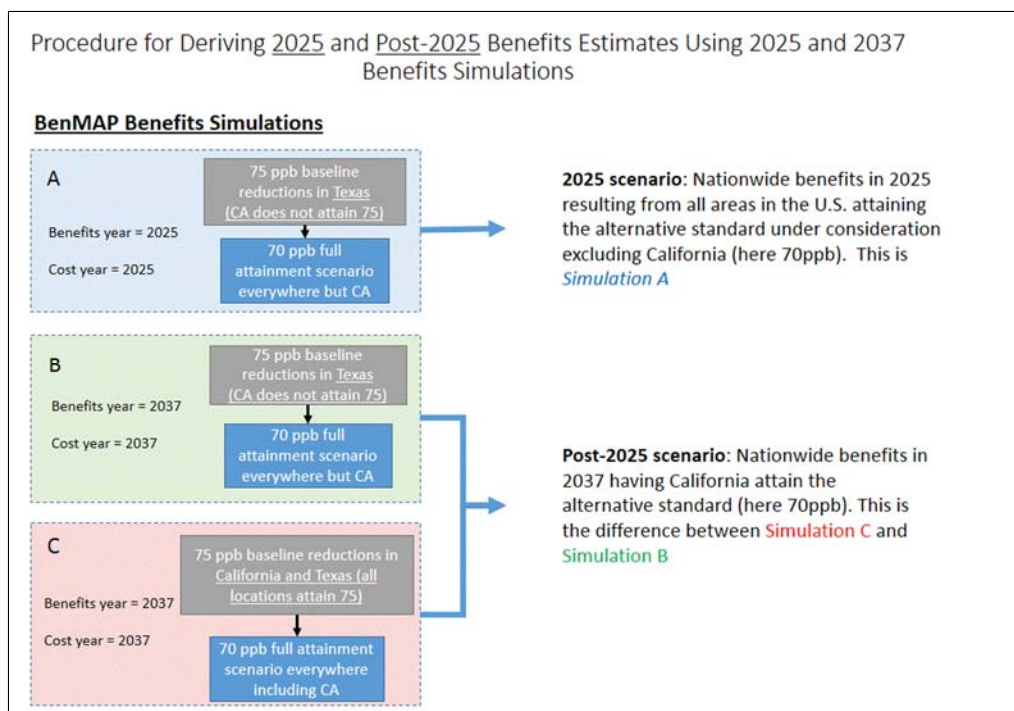 Procedure for Deriving 2025 and Post-2025 Benefits Estimates Using 2025 and 2037
Benefits Simulations
BenMAP Benefits Simulations
A
Benefits year = 2025
Cost year = 2025
75 ppb baseline
reductions in Texas
(CA does not attain 75)
70 ppb full
attainment scenario
everywhere but CA
2025 scenario: Nationwide benefits in 2025
resulting from all areas in the U.S. attaining
the alternative standard under consideration
excluding California (here 70ppb). This is
Simulation A
B
Benefits year = 2037
Cost year = 2037
75 ppb baseline
reductions in Texas
(CA does not attain 75)
70 ppb full
attainment scenario
everywhere but CA
C
Benefits year = 2037
Cost year = 2037
75 ppb baseline reductions in
California and Texas (all
locations attain 75)
70 ppb full attainment
scenario everywhere
including CA
Post-2025 scenario: Nationwide benefits in
2037 having California attain the
alternative standard (here 70ppb). This is
the difference between Simulation C and
Simulation B